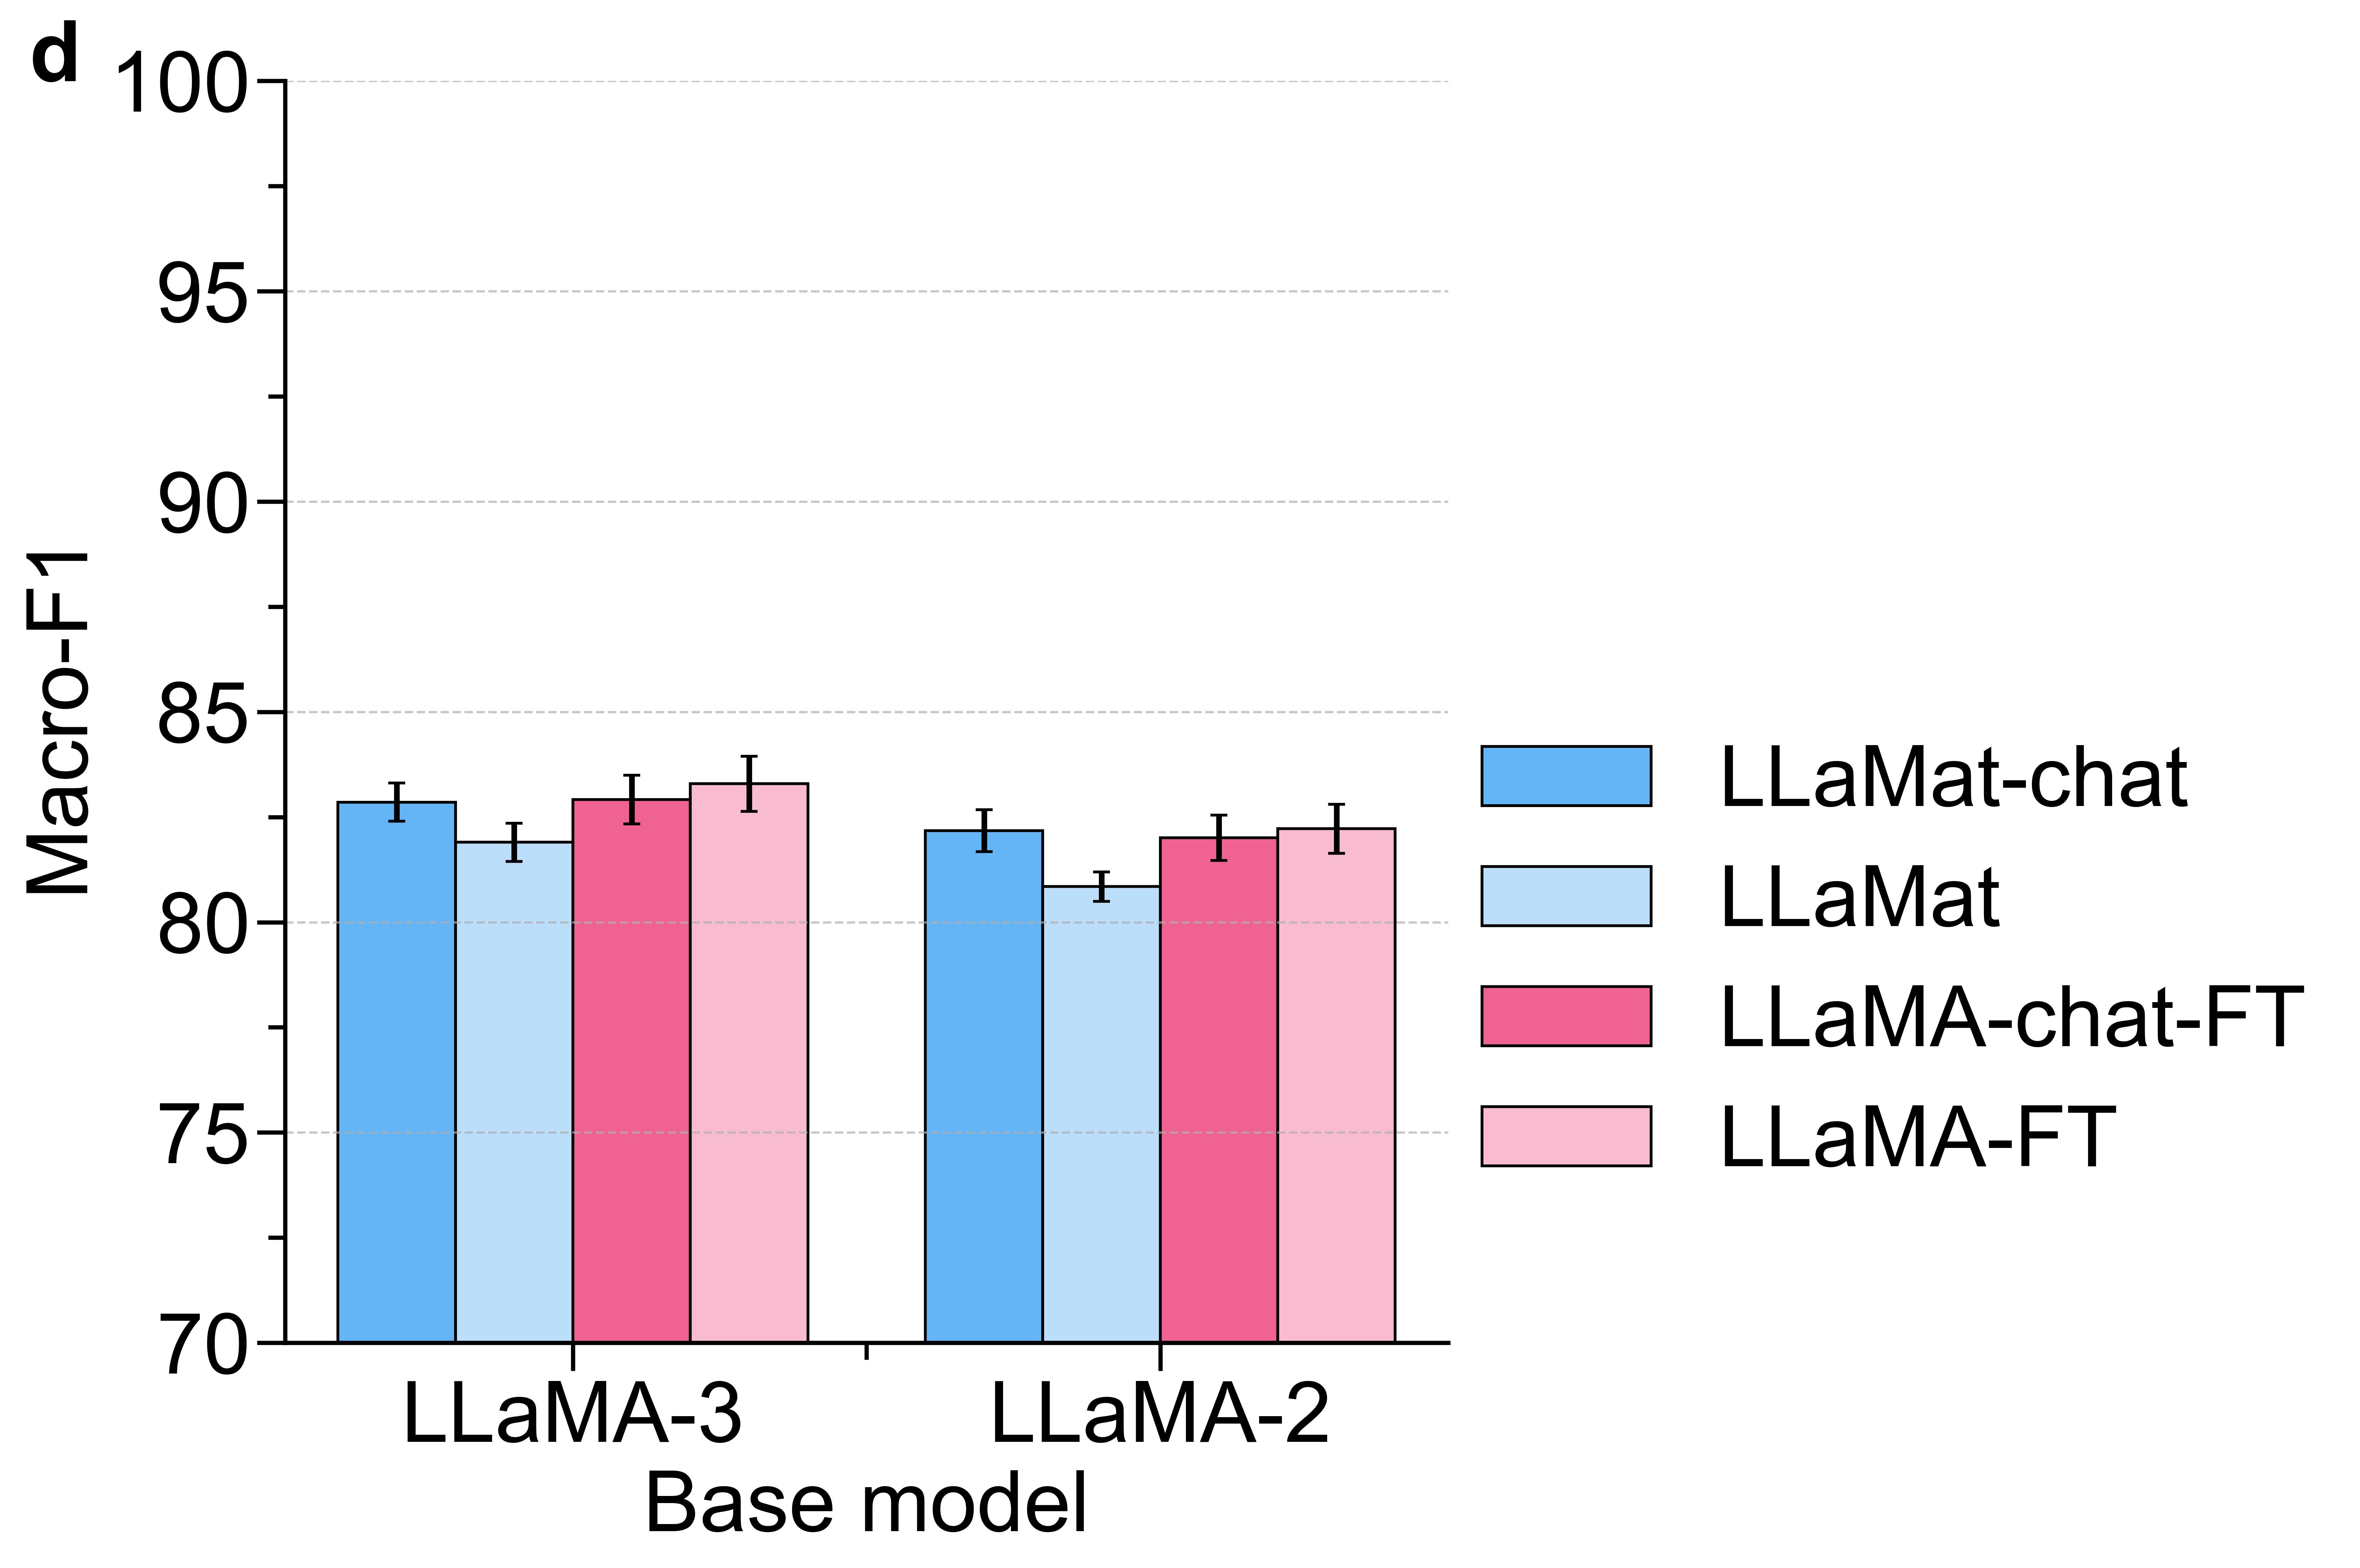 d
100
95
90
85
80
75
70
Macro-F1
LLaMA-3
LLaMA-2
Base model
LLaMat-chat
LLaMat
LLaMA-chat-FT
LLaMA-FT